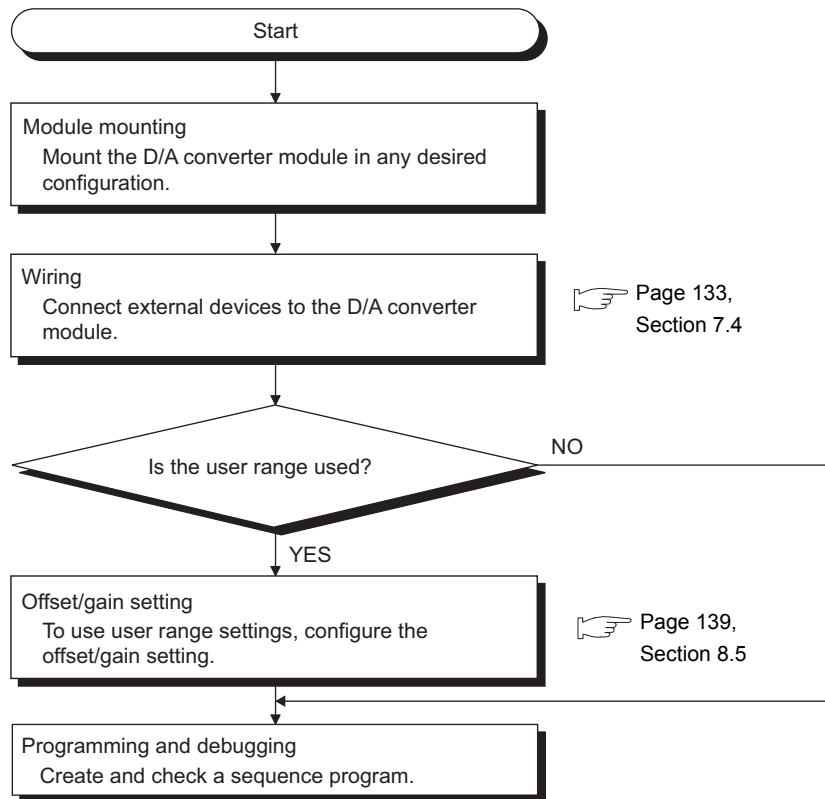 Start
Module mounting
Mount the D/A converter module in any desired
configuration.
Wiring
Connect external devices to the D/A converter
module.
Page 133,
Section 7.4
Is the user range used?
NO
YES
Offset/gain setting
To use user range settings, configure the
offset/gain setting.
Page 139,
Section 8.5
Programming and debugging
Create and check a sequence program.